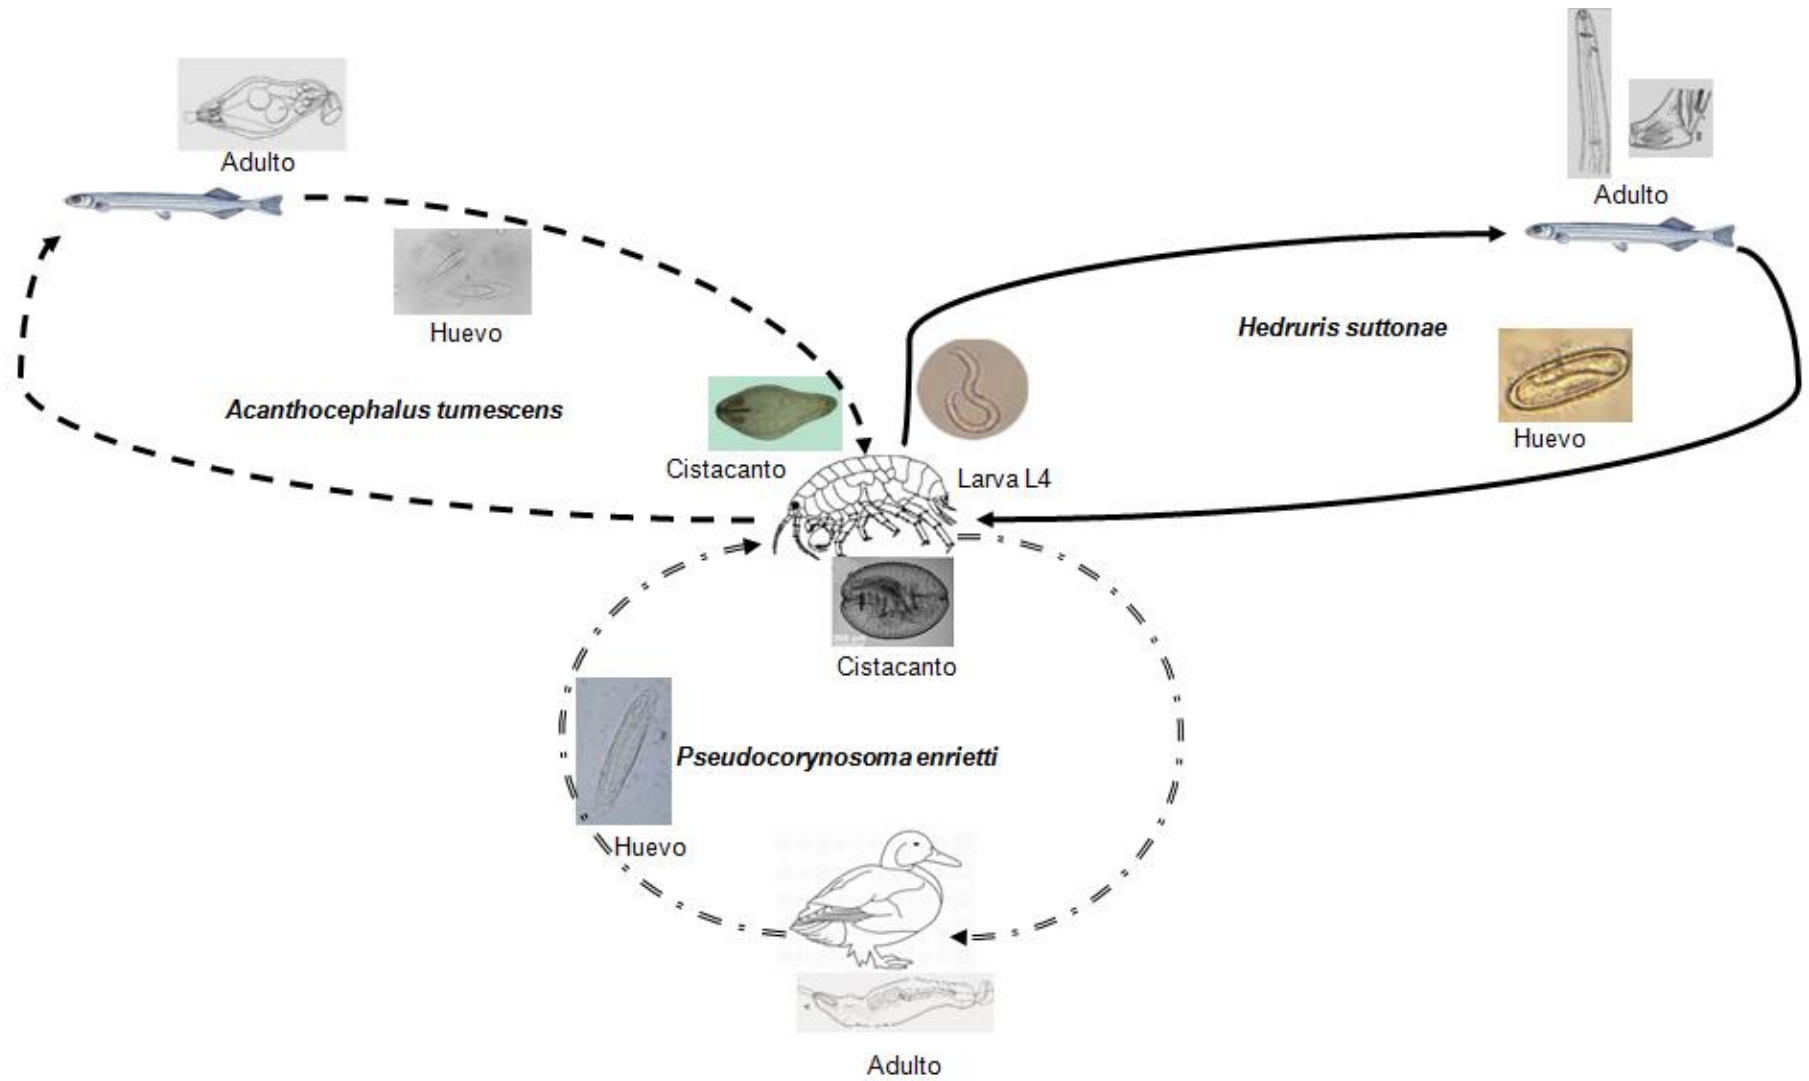 Adulto
Adulto
Huevo
Hedruris suttonae
Acanthocephalus tumescens
Huevo
Cistacanto
Larva L4
Cistacanto
Pseudocorynosoma enrietti
Huevo
Adulto